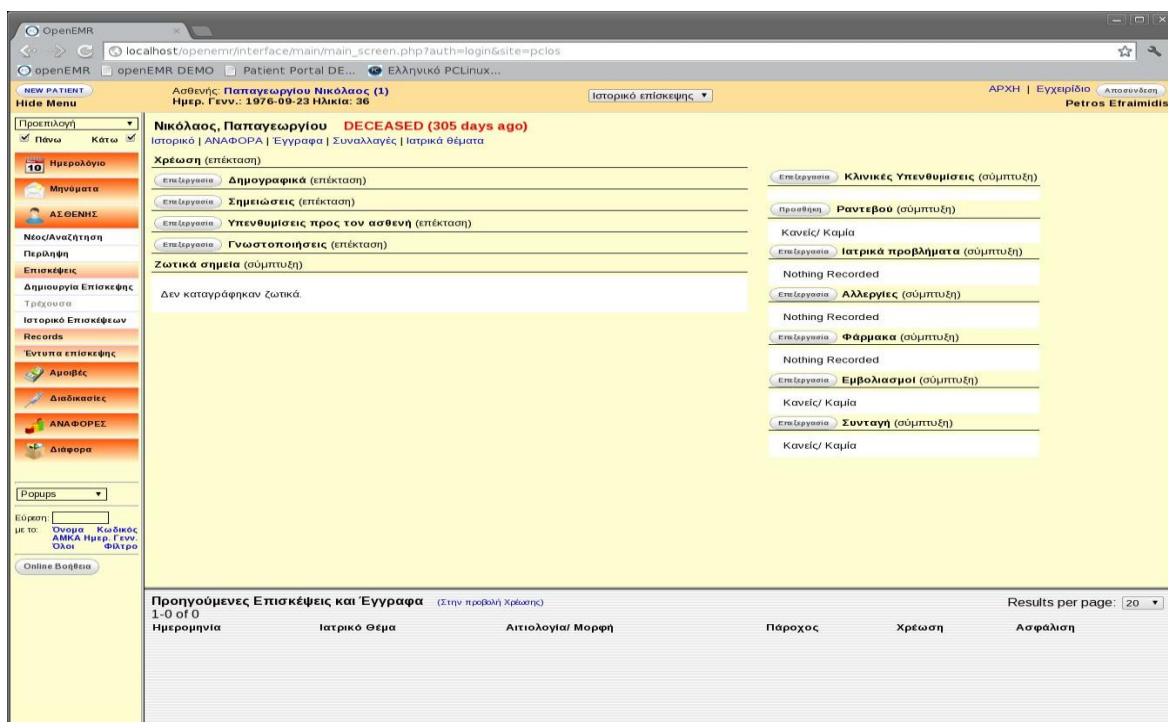 OpenEMR
localhost/openemr/interface/main/main_screen.php?auth=login&site=pclos
openEMR openEMR DEMO Patient Portal DE... Ελληνικό PCLinux...
NEW PATIENT
Hide Menu
Ασθενής: Παπαγεωργίου Νικόλαος (1)
Ημερ. Γενν.: 1976-09-23 Ηλικία: 36
Ιστορικό επίσκεψης
ΑΡΧΗ | Εγχειρίδιο Αποσύνδεση
Petros Efraimidis
Προεπιλογή
Πάνω Κάτω
Ημερολόγιο
10
Μηνύματα
ΑΣΘΕΝΗΣ
Νέος/Αναζήτηση
Περίληψη
Επισκέψεις
Δημιουργία Επίσκεψης
Τρέχουσα
Ιστορικό Επισκέψεων
Records
Έντυπα επίσκεψης
Αμοιβές
Διαδικασίες
ΑΝΑΦΟΡΕΣ
Διάφορα
Popups
Εύρεση:
με το: Όνομα Κωδικός
ΑΜΚΑ Ημερ. Γενν.
Όλοι Φίλτρο
Online Βοήθεια
Νικόλαος, Παπαγεωργίου DECEASED (305 days ago)
Ιστορικό | ΑΝΑΦΟΡΑ | Έγγραφα | Συναλλαγές | Ιατρικά θέματα
Χρέωση (επέκταση)
Επεξεργασία Δημογραφικά (επέκταση)
Επεξεργασία Σημειώσεις (επέκταση)
Επεξεργασία Υπενθυμίσεις προς τον ασθενή (επέκταση)
Επεξεργασία Γνωστοποιήσεις (επέκταση)
Ζωτικά σημεία (σύμπτυξη)
Δεν καταγράφηκαν ζωτικά.
Επεξεργασία Κλινικές Υπενθυμίσεις (σύμπτυξη)
Προσθήκη Ραντεβού (σύμπτυξη)
Κανείς/ Καμία
Επεξεργασία Ιατρικά προβλήματα (σύμπτυξη)
Nothing Recorded
Επεξεργασία Αλλεργίες (σύμπτυξη)
Nothing Recorded
Επεξεργασία Φάρμακα (σύμπτυξη)
Nothing Recorded
Επεξεργασία Εμβολιασμοί (σύμπτυξη)
Κανείς/ Καμία
Επεξεργασία Συνταγή (σύμπτυξη)
Κανείς/ Καμία
Προηγούμενες Επισκέψεις και Έγγραφα (Στην προβολή Χρέωσης) Results per page: 20
1-0 of 0
Ημερομηνία Ιατρικό Θέμα Αιτιολογία/ Μορφή Πάροχος Χρέωση Ασφάλιση